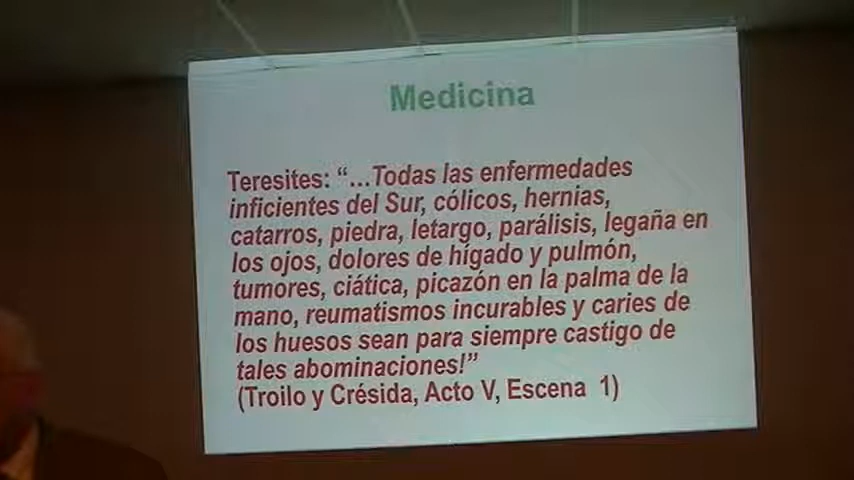 Medicina
Teresites: “...Todas las enfermedades
inficientes del Sur, cólicos, hernias,
catarros, piedra, letargo, parálisis, legaña en
los ojos, dolores de hígado y pulmón,
tumores, ciática, picazón en la palma de la
mano, reumatismos incurables y caries de
los huesos sean para siempre castigo de
tales abominaciones!”
(Troilo y Crésida, Acto V, Escena 1)